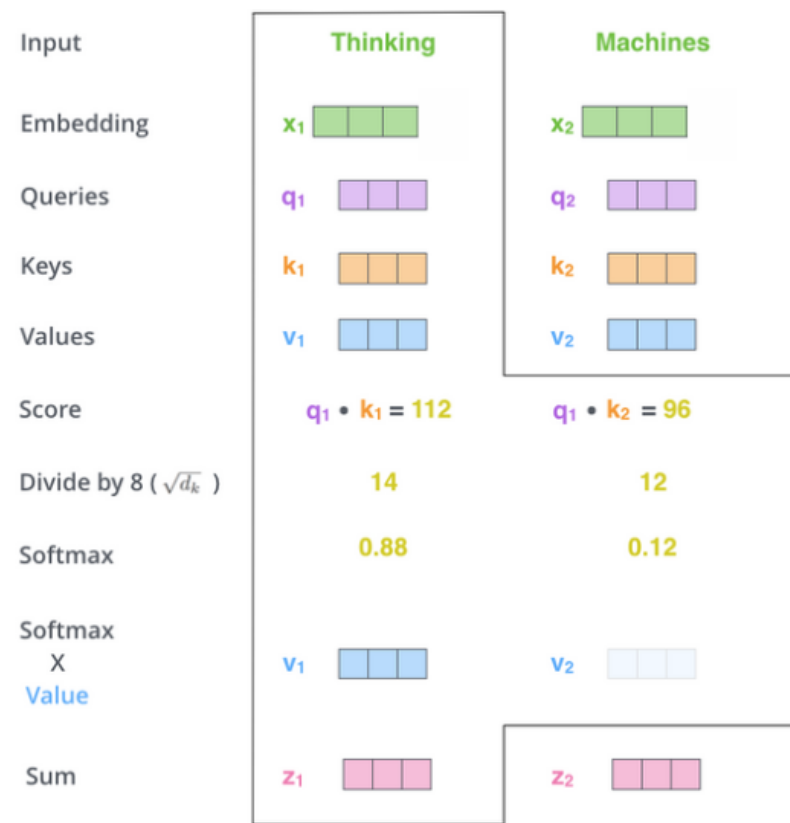 Input Thinking Machines
Embedding x₁ x₂
Queries q₁ q₂
Keys k₁ k₂
Values v₁ v₂
Score q₁ • k₁ = 112 q₁ • k₂ = 96
Divide by 8 ( √dₖ ) 14 12
Softmax 0.88 0.12
Softmax
X v₁ v₂
Value
Sum z₁ z₂